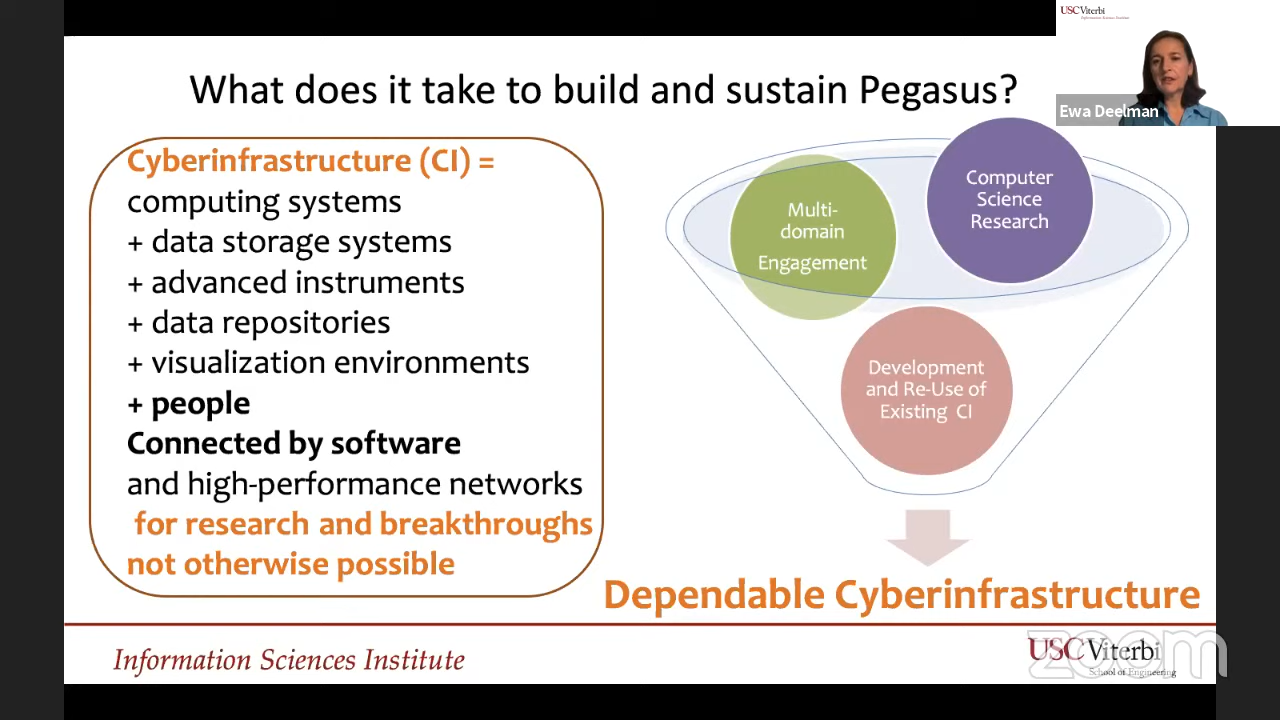 USC Viterbi
Information Sciences Institute
Ewa Deelman
What does it take to build and sustain Pegasus?
Cyberinfrastructure (CI) =
computing systems
+ data storage systems
+ advanced instruments
+ data repositories
+ visualization environments
+ people
Connected by software
and high-performance networks
for research and breakthroughs
not otherwise possible
Multi-
domain
Engagement
Computer
Science
Research
Development
and Re-Use of
Existing CI
Dependable Cyberinfrastructure
Information Sciences Institute
USC Viterbi
School of Engineering
zoom